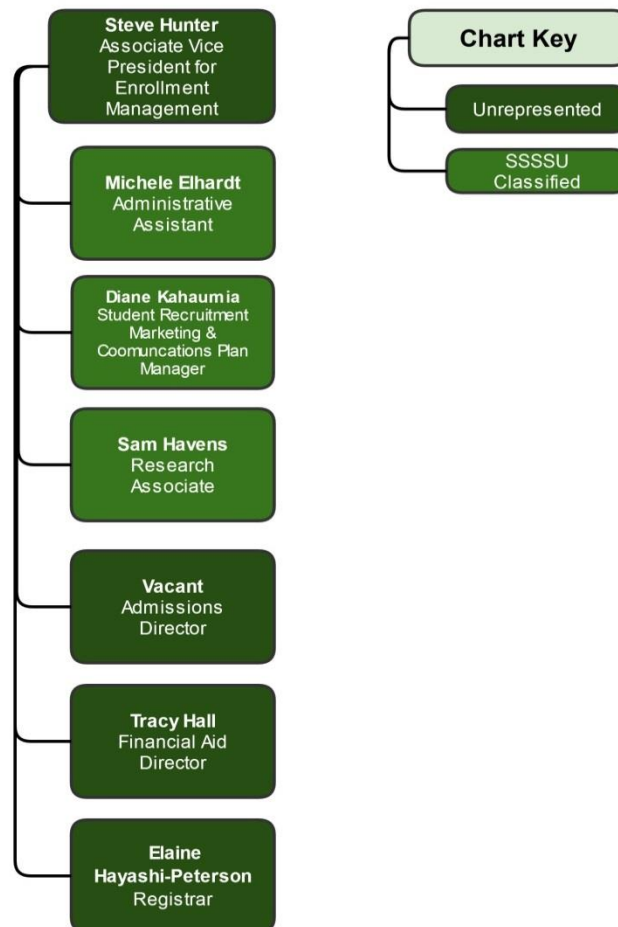 Steve Hunter
Associate Vice
President for
Enrollment
Management
Michele Elhardt
Administrative
Assistant
Diane Kahaumia
Student Recruitment
Marketing &
Coomuncations Plan
Manager
Sam Havens
Research
Associate
Vacant
Admissions
Director
Tracy Hall
Financial Aid
Director
Elaine
Hayashi-Peterson
Registrar
Chart Key
Unrepresented
SSSSU
Classified